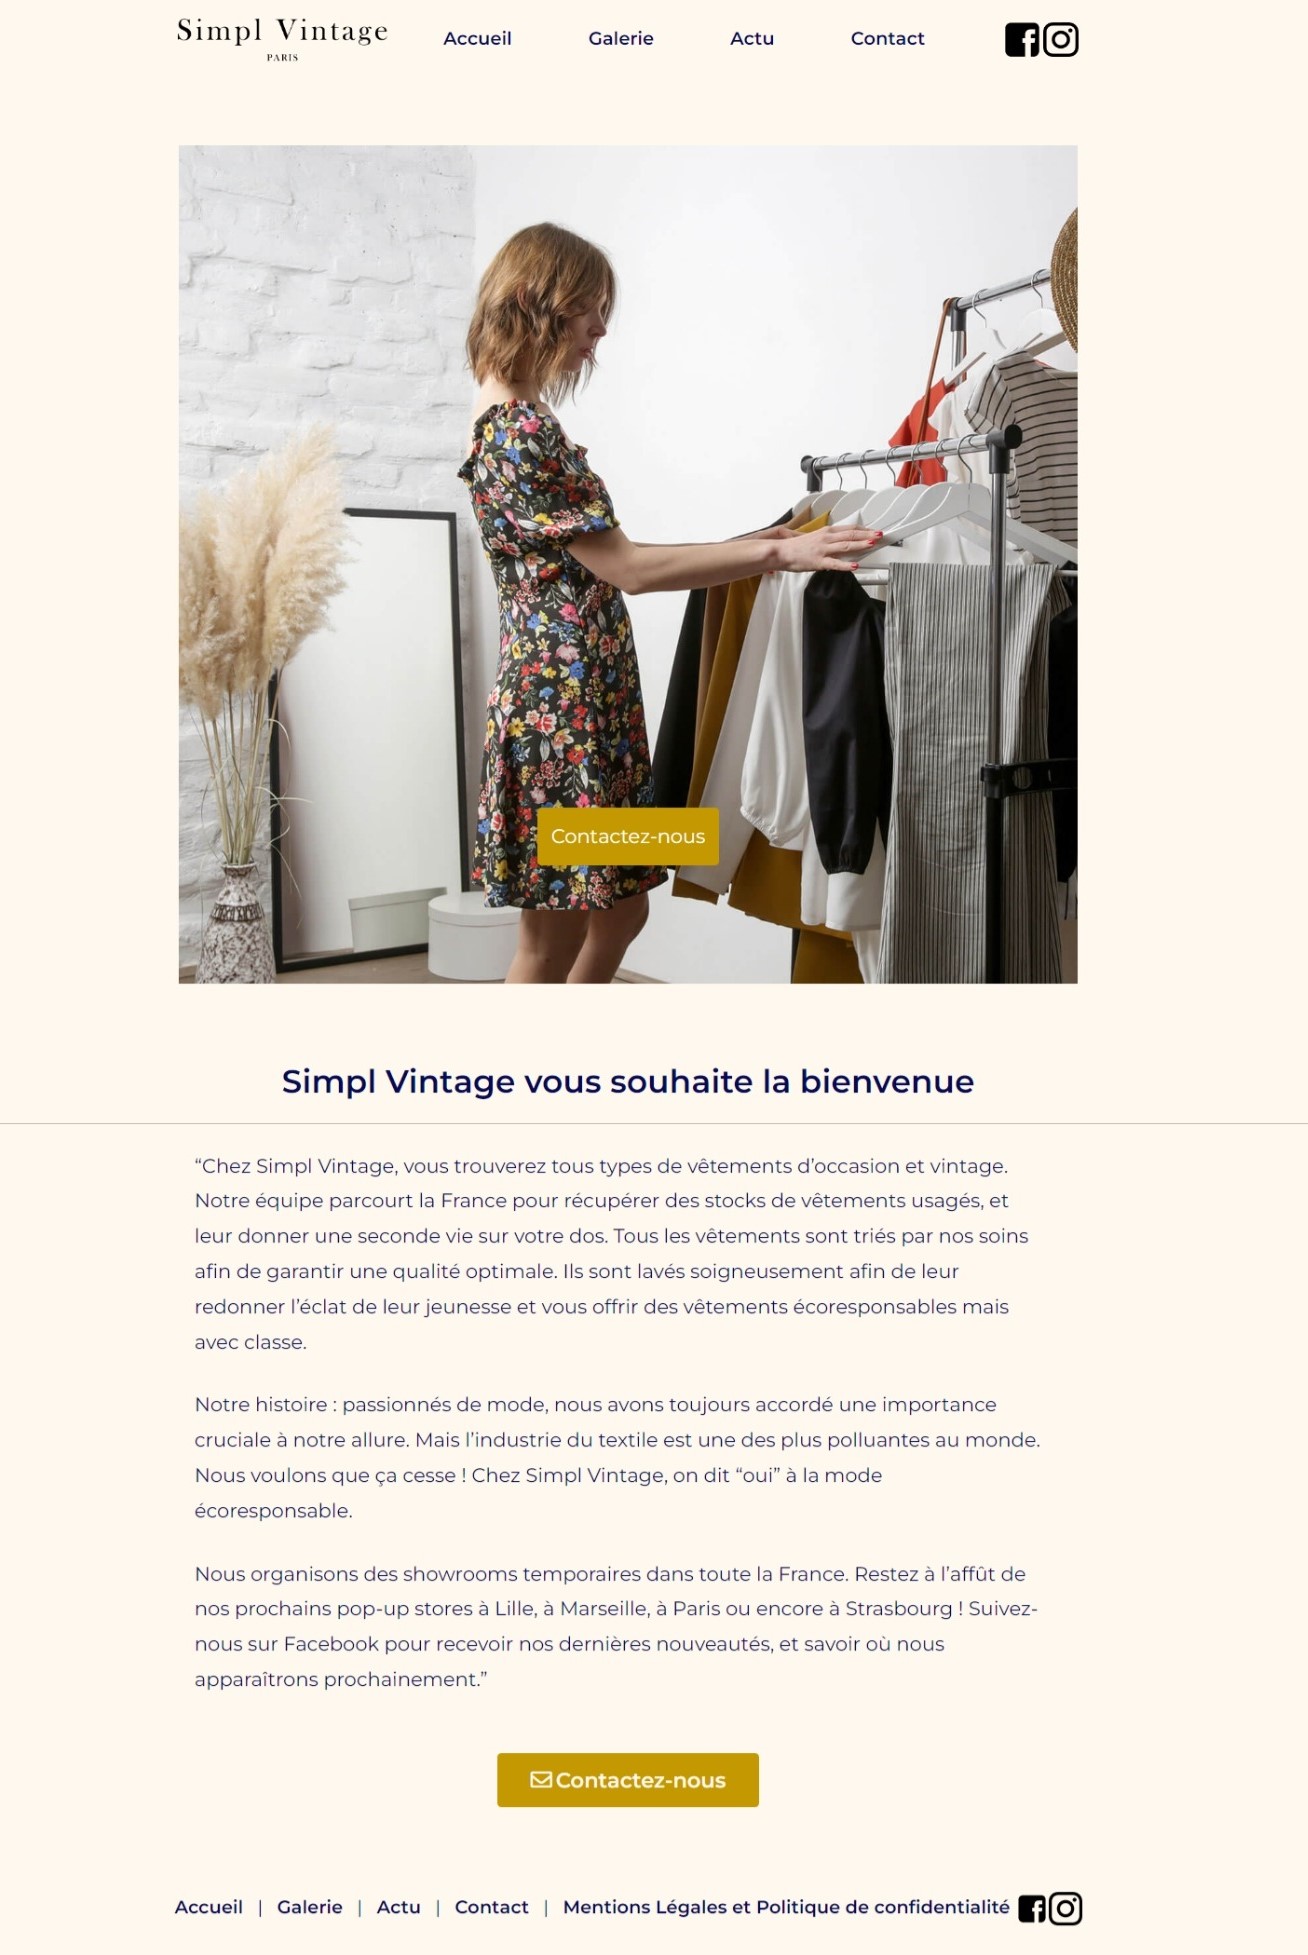 Simpl Vintage
PARIS
Accueil
Galerie
Actu
Contact
Contactez-nous
Simpl Vintage vous souhaite la bienvenue
“Chez Simpl Vintage, vous trouverez tous types de vêtements d’occasion et vintage.
Notre équipe parcourt la France pour récupérer des stocks de vêtements usagés, et
leur donner une seconde vie sur votre dos. Tous les vêtements sont triés par nos soins
afin de garantir une qualité optimale. Ils sont lavés soigneusement afin de leur
redonner l’éclat de leur jeunesse et vous offrir des vêtements écoresponsables mais
avec classe.
Notre histoire : passionnés de mode, nous avons toujours accordé une importance
cruciale à notre allure. Mais l’industrie du textile est une des plus polluantes au monde.
Nous voulons que ça cesse ! Chez Simpl Vintage, on dit “oui” à la mode
écoresponsable.
Nous organisons des showrooms temporaires dans toute la France. Restez à l’affût de
nos prochains pop-up stores à Lille, à Marseille, à Paris ou encore à Strasbourg ! Suivez-
nous sur Facebook pour recevoir nos dernières nouveautés, et savoir où nous
apparaîtrons prochainement.”
Contactez-nous
Accueil | Galerie | Actu | Contact | Mentions Légales et Politique de confidentialité